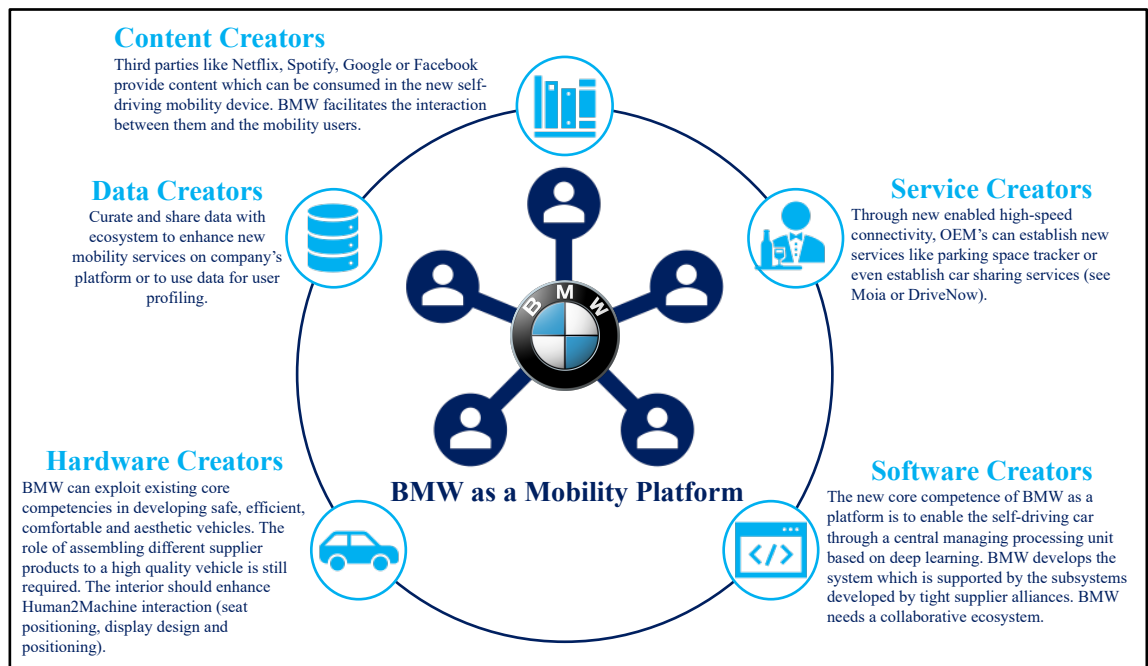 Content Creators
Third parties like Netflix, Spotify, Google or Facebook
provide content which can be consumed in the new self-
driving mobility device. BMW facilitates the interaction
between them and the mobility users.
Data Creators
Curate and share data with
ecosystem to enhance new
mobility services on company's
platform or to use data for user
profiling.
Service Creators
Through new enabled high-speed
connectivity, OEM's can establish new
services like parking space tracker or
even establish car sharing services (see
Moia or DriveNow).
BMW
BMW as a Mobility Platform
Hardware Creators
BMW can exploit existing core
competencies in developing safe, efficient,
comfortable and aesthetic vehicles. The
role of assembling different supplier
products to a high quality vehicle is still
required. The interior should enhance
Human2Machine interaction (seat
positioning, display design and
positioning).
Software Creators
The new core competence of BMW as a
platform is to enable the self-driving car
through a central managing processing unit
based on deep learning. BMW develops the
system which is supported by the subsystems
developed by tight supplier alliances. BMW
needs a collaborative ecosystem.